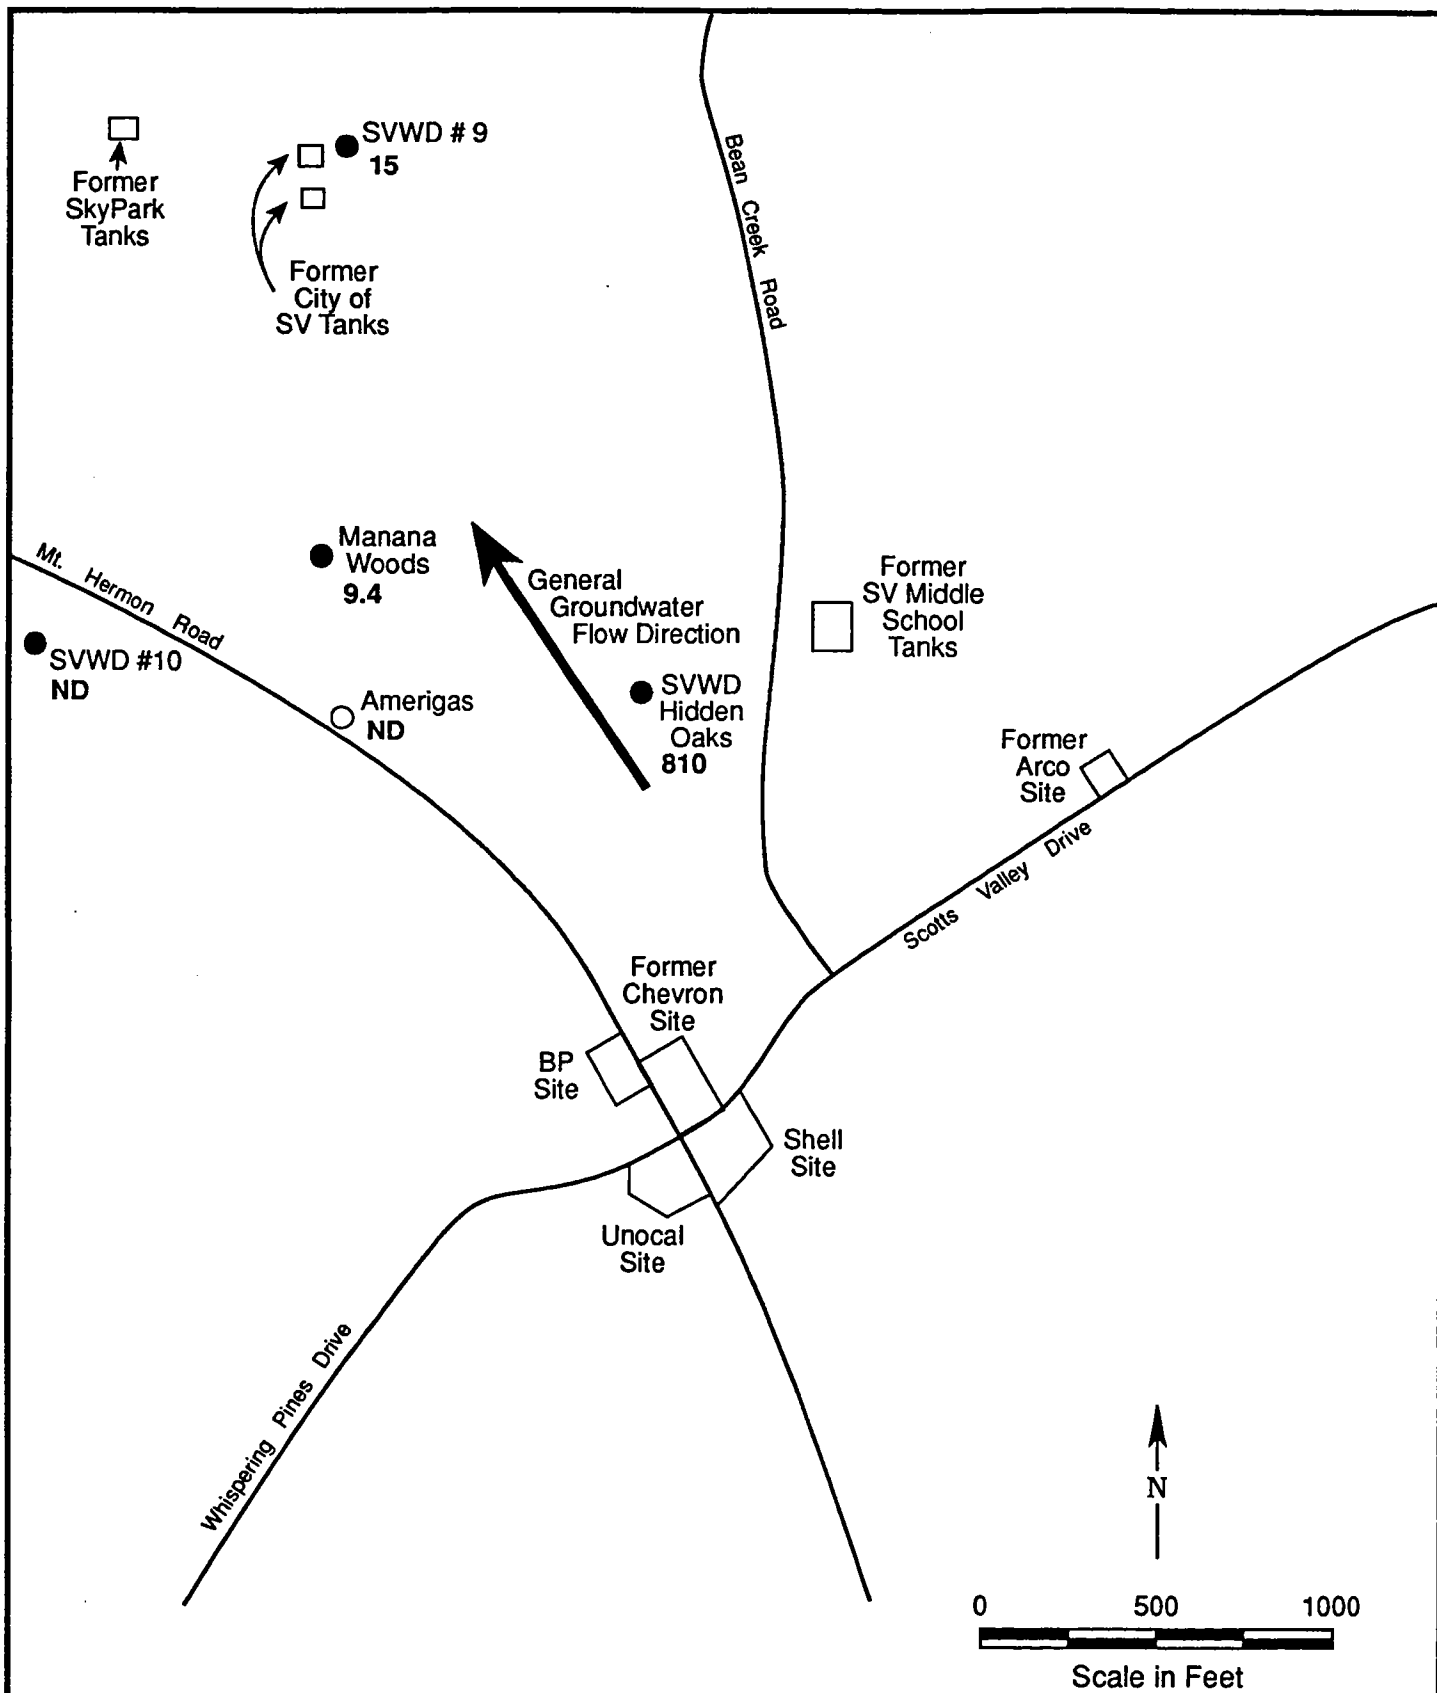 SVWD # 9
15
Former
SkyPark
Tanks
Former
City of
SV Tanks
Bean Creek Road
Manana
Woods
9.4
General
Groundwater
Flow Direction
Former
SV Middle
School
Tanks
Mt. Hermon Road
SVWD #10
ND
Amerigas
ND
SVWD
Hidden
Oaks
810
Former
Arco
Site
Scotts Valley Drive
Former
Chevron
Site
BP
Site
Shell
Site
Unocal
Site
Whispering Pines Drive
N
0 500 1000
Scale in Feet